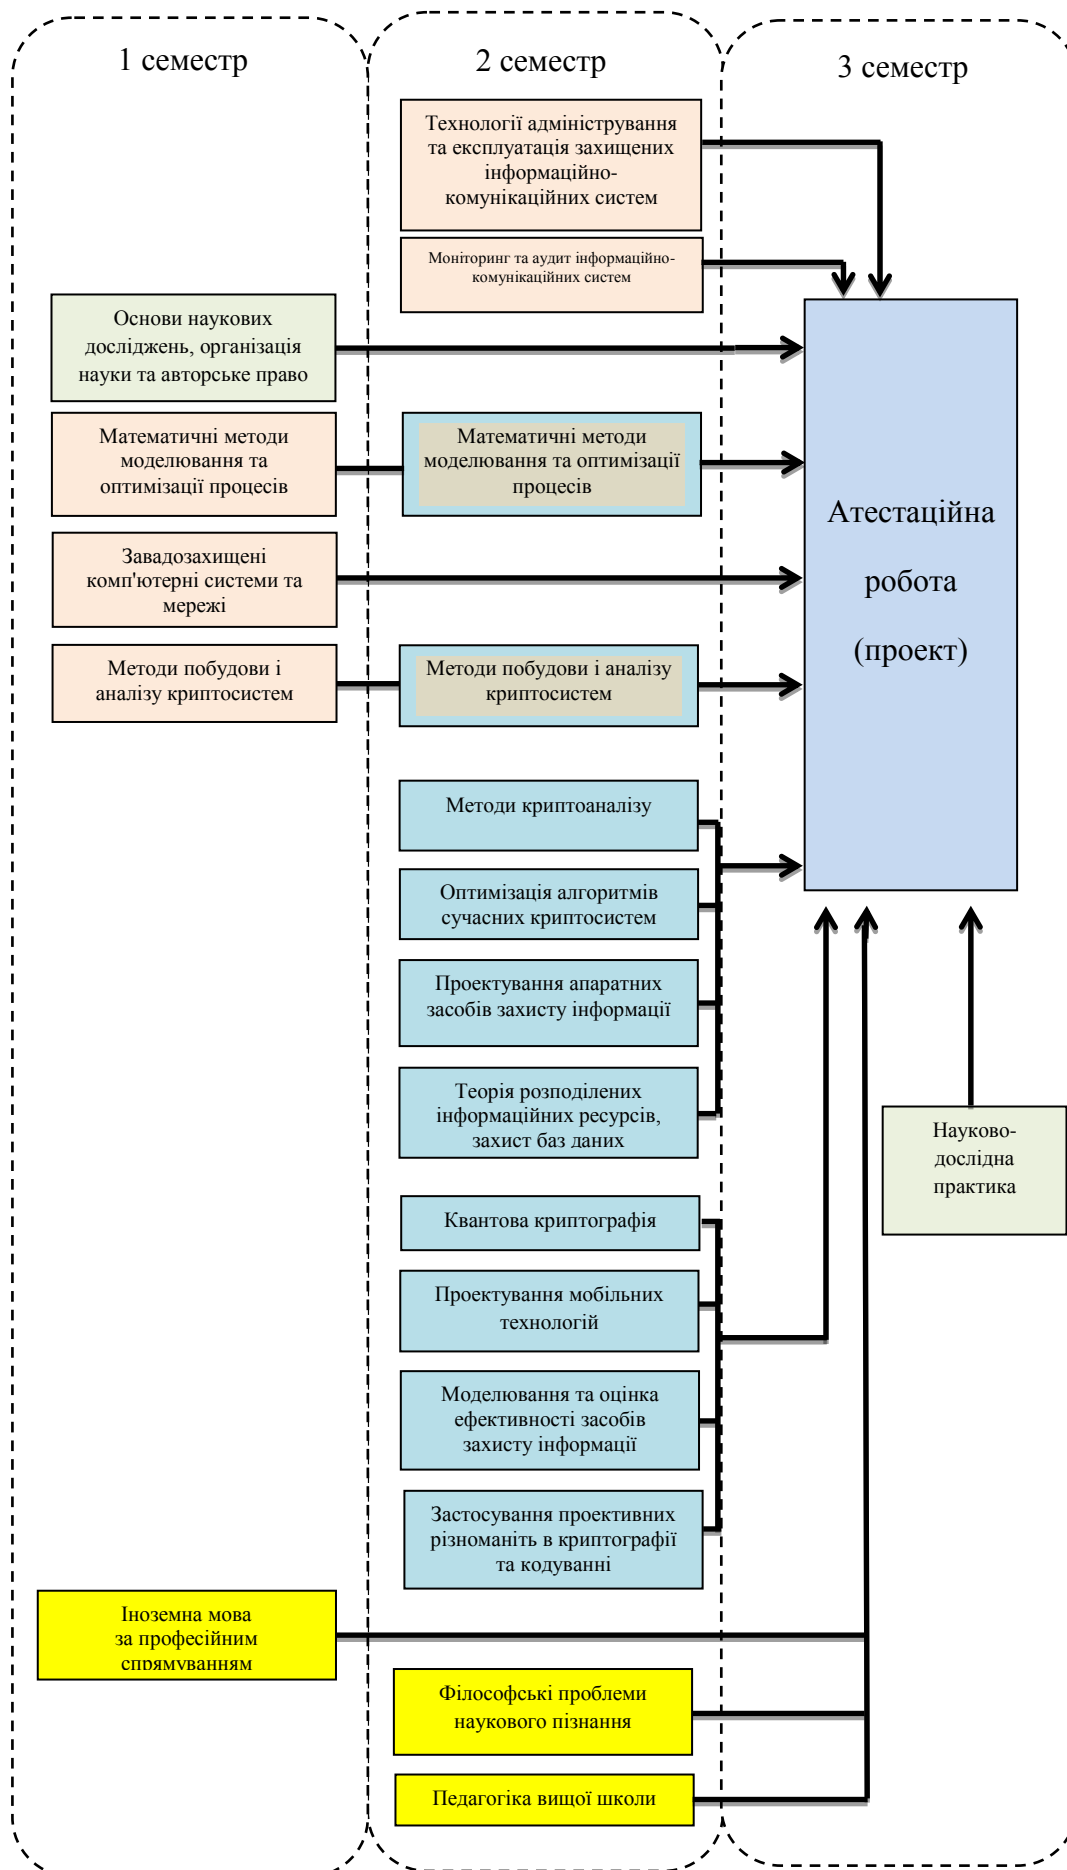 1 семестр
2 семестр
3 семестр
Технології адміністрування
та експлуатація захищених
інформаційно-
комунікаційних систем
Моніторинг та аудит інформаційно-
комунікаційних систем
Основи наукових
досліджень, організація
науки та авторське право
Математичні методи
моделювання та
оптимізації процесів
Математичні методи
моделювання та оптимізації
процесів
Завадозахищені
комп'ютерні системи та
мережі
Методи побудови і
аналізу криптосистем
Методи побудови і аналізу
криптосистем
Атестаційна
робота
(проект)
Методи криптоаналізу
Оптимізація алгоритмів
сучасних криптосистем
Проектування апаратних
засобів захисту інформації
Теорія розподілених
інформаційних ресурсів,
захист баз даних
Науково-
дослідна
практика
Квантова криптографія
Проектування мобільних
технологій
Моделювання та оцінка
ефективності засобів
захисту інформації
Застосування проективних
різноманіть в криптографії
та кодуванні
Іноземна мова
за професійним
спрямуванням
Філософські проблеми
наукового пізнання
Педагогіка вищої школи